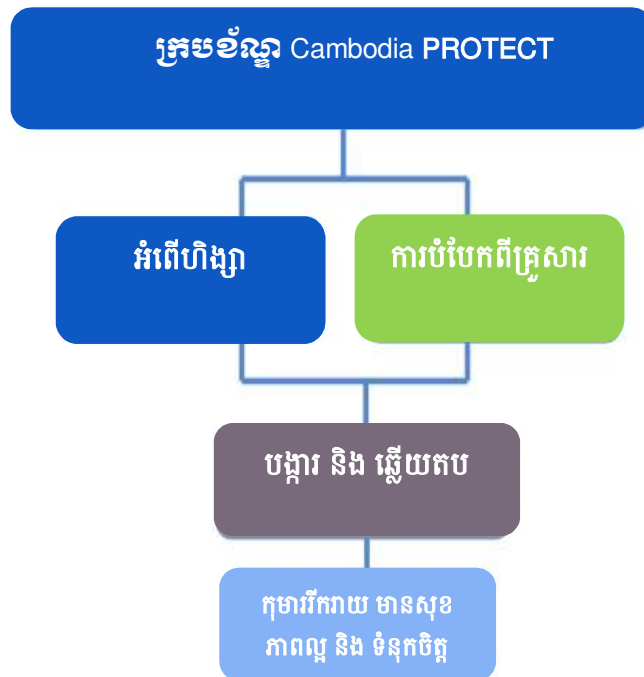 ក្របខ័ណ្ឌ Cambodia PROTECT
អំពើហិង្សា
ការបំបែកពីគ្រួសារ
បង្ការ និង ឆ្លើយតប
កុមាររីករាយ មានសុខ
ភាពល្អ និង ទំនុកចិត្ត